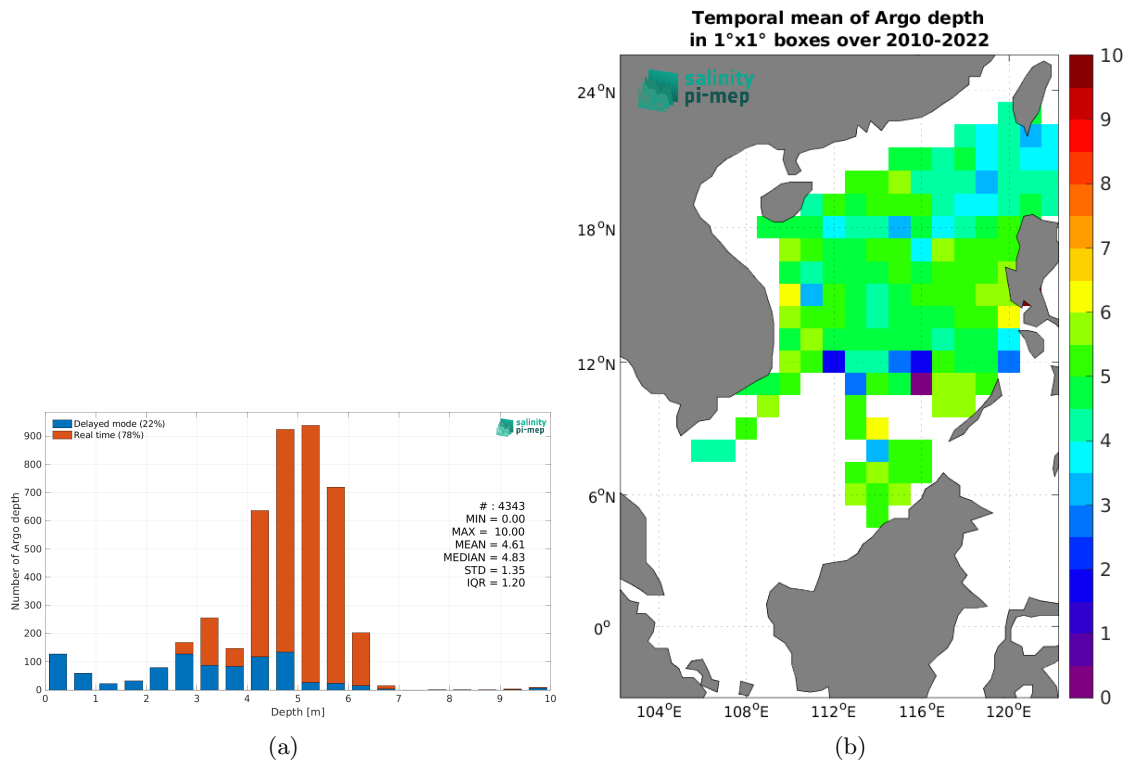 Temporal mean of Argo depth
in 1°x1° boxes over 2010-2022
salinity
pi-mep
24°N
18°N
12°N
6°N
0°
104°E
108°E
112°E
116°E
120°E
10
9
8
7
6
5
4
3
2
1
0
Delayed mode (22%)
Real time (78%)
salinity
pi-mep
# : 4343
MIN = 0.00
MAX = 10.00
MEAN = 4.61
MEDIAN = 4.83
STD = 1.35
IQR = 1.20
Number of Argo depth
900
800
700
600
500
400
300
200
100
0
0 1 2 3 4 5 6 7 8 9 10
Depth [m]
(a)
(b)